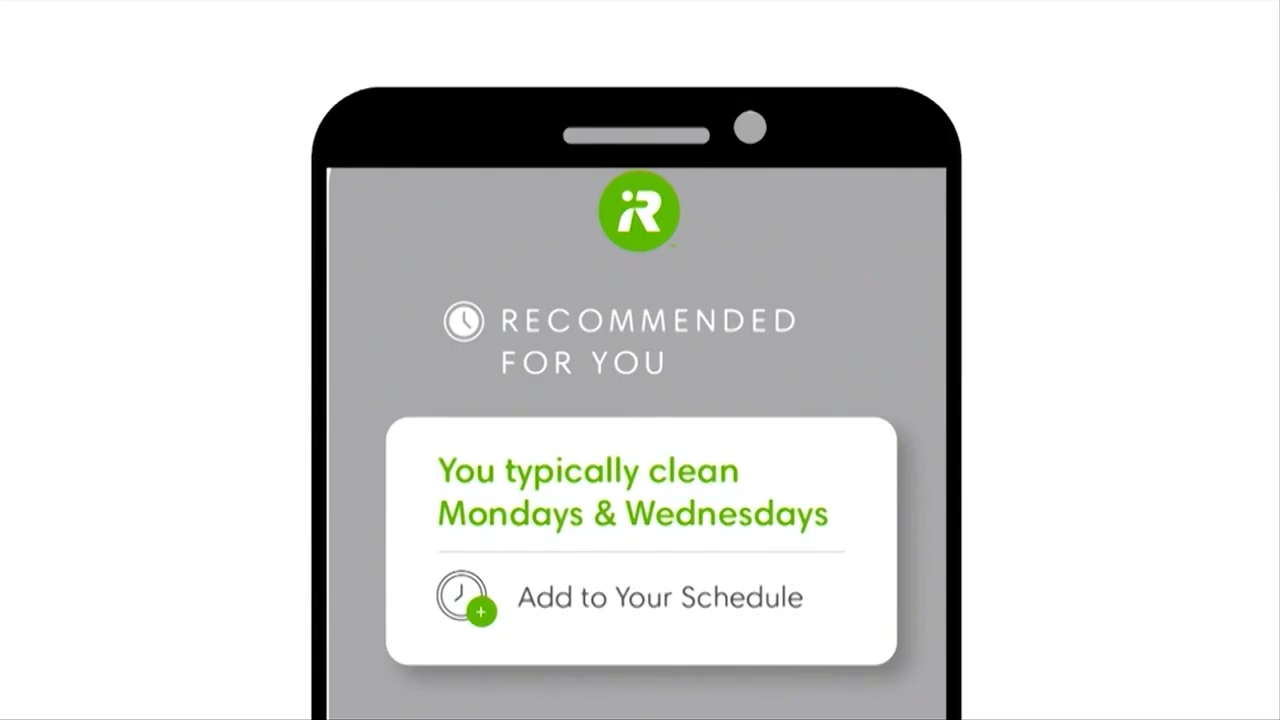 iR
RECOMMENDED
FOR YOU
You typically clean
Mondays & Wednesdays
Add to Your Schedule